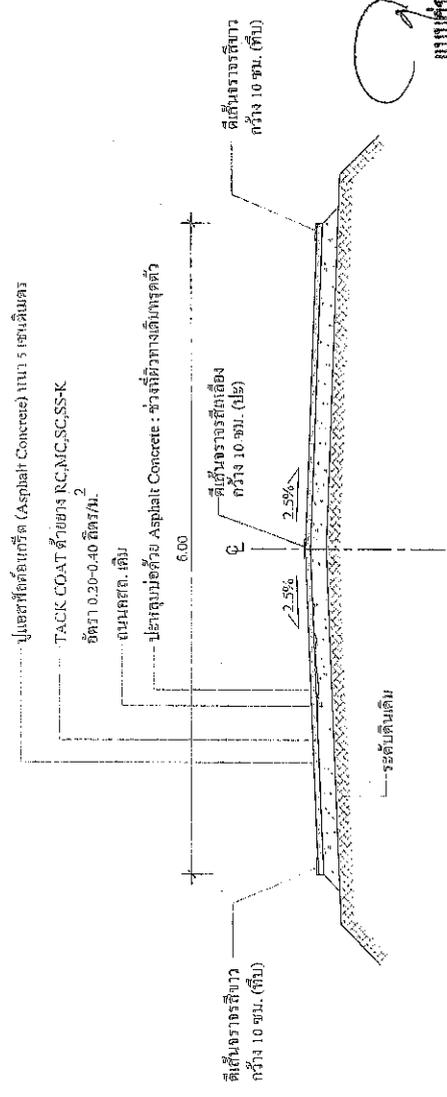 ปูแอสฟัลต์คอนกรีต (Asphalt Concrete) หนา 5 เซนติเมตร
TACK COAT ด้วยยาง RC,MC,SC,SS-K
อัตรา 0.20-0.40 ลิตร/ม.2
ถนนคสล. เดิม
ปะหลุมบ่อด้วย Asphalt Concrete : ช่วงที่ผิวทางเดิมทรุดตัว
6.00
ตีเส้นจราจรสีขาว
กว้าง 10 ซม. (ทึบ)
ตีเส้นจราจรสีเหลือง
กว้าง 10 ซม. (ปะ)
ตีเส้นจราจรสีขาว
กว้าง 10 ซม. (ทึบ)
2.5%
2.5%
ระดับดินเดิม